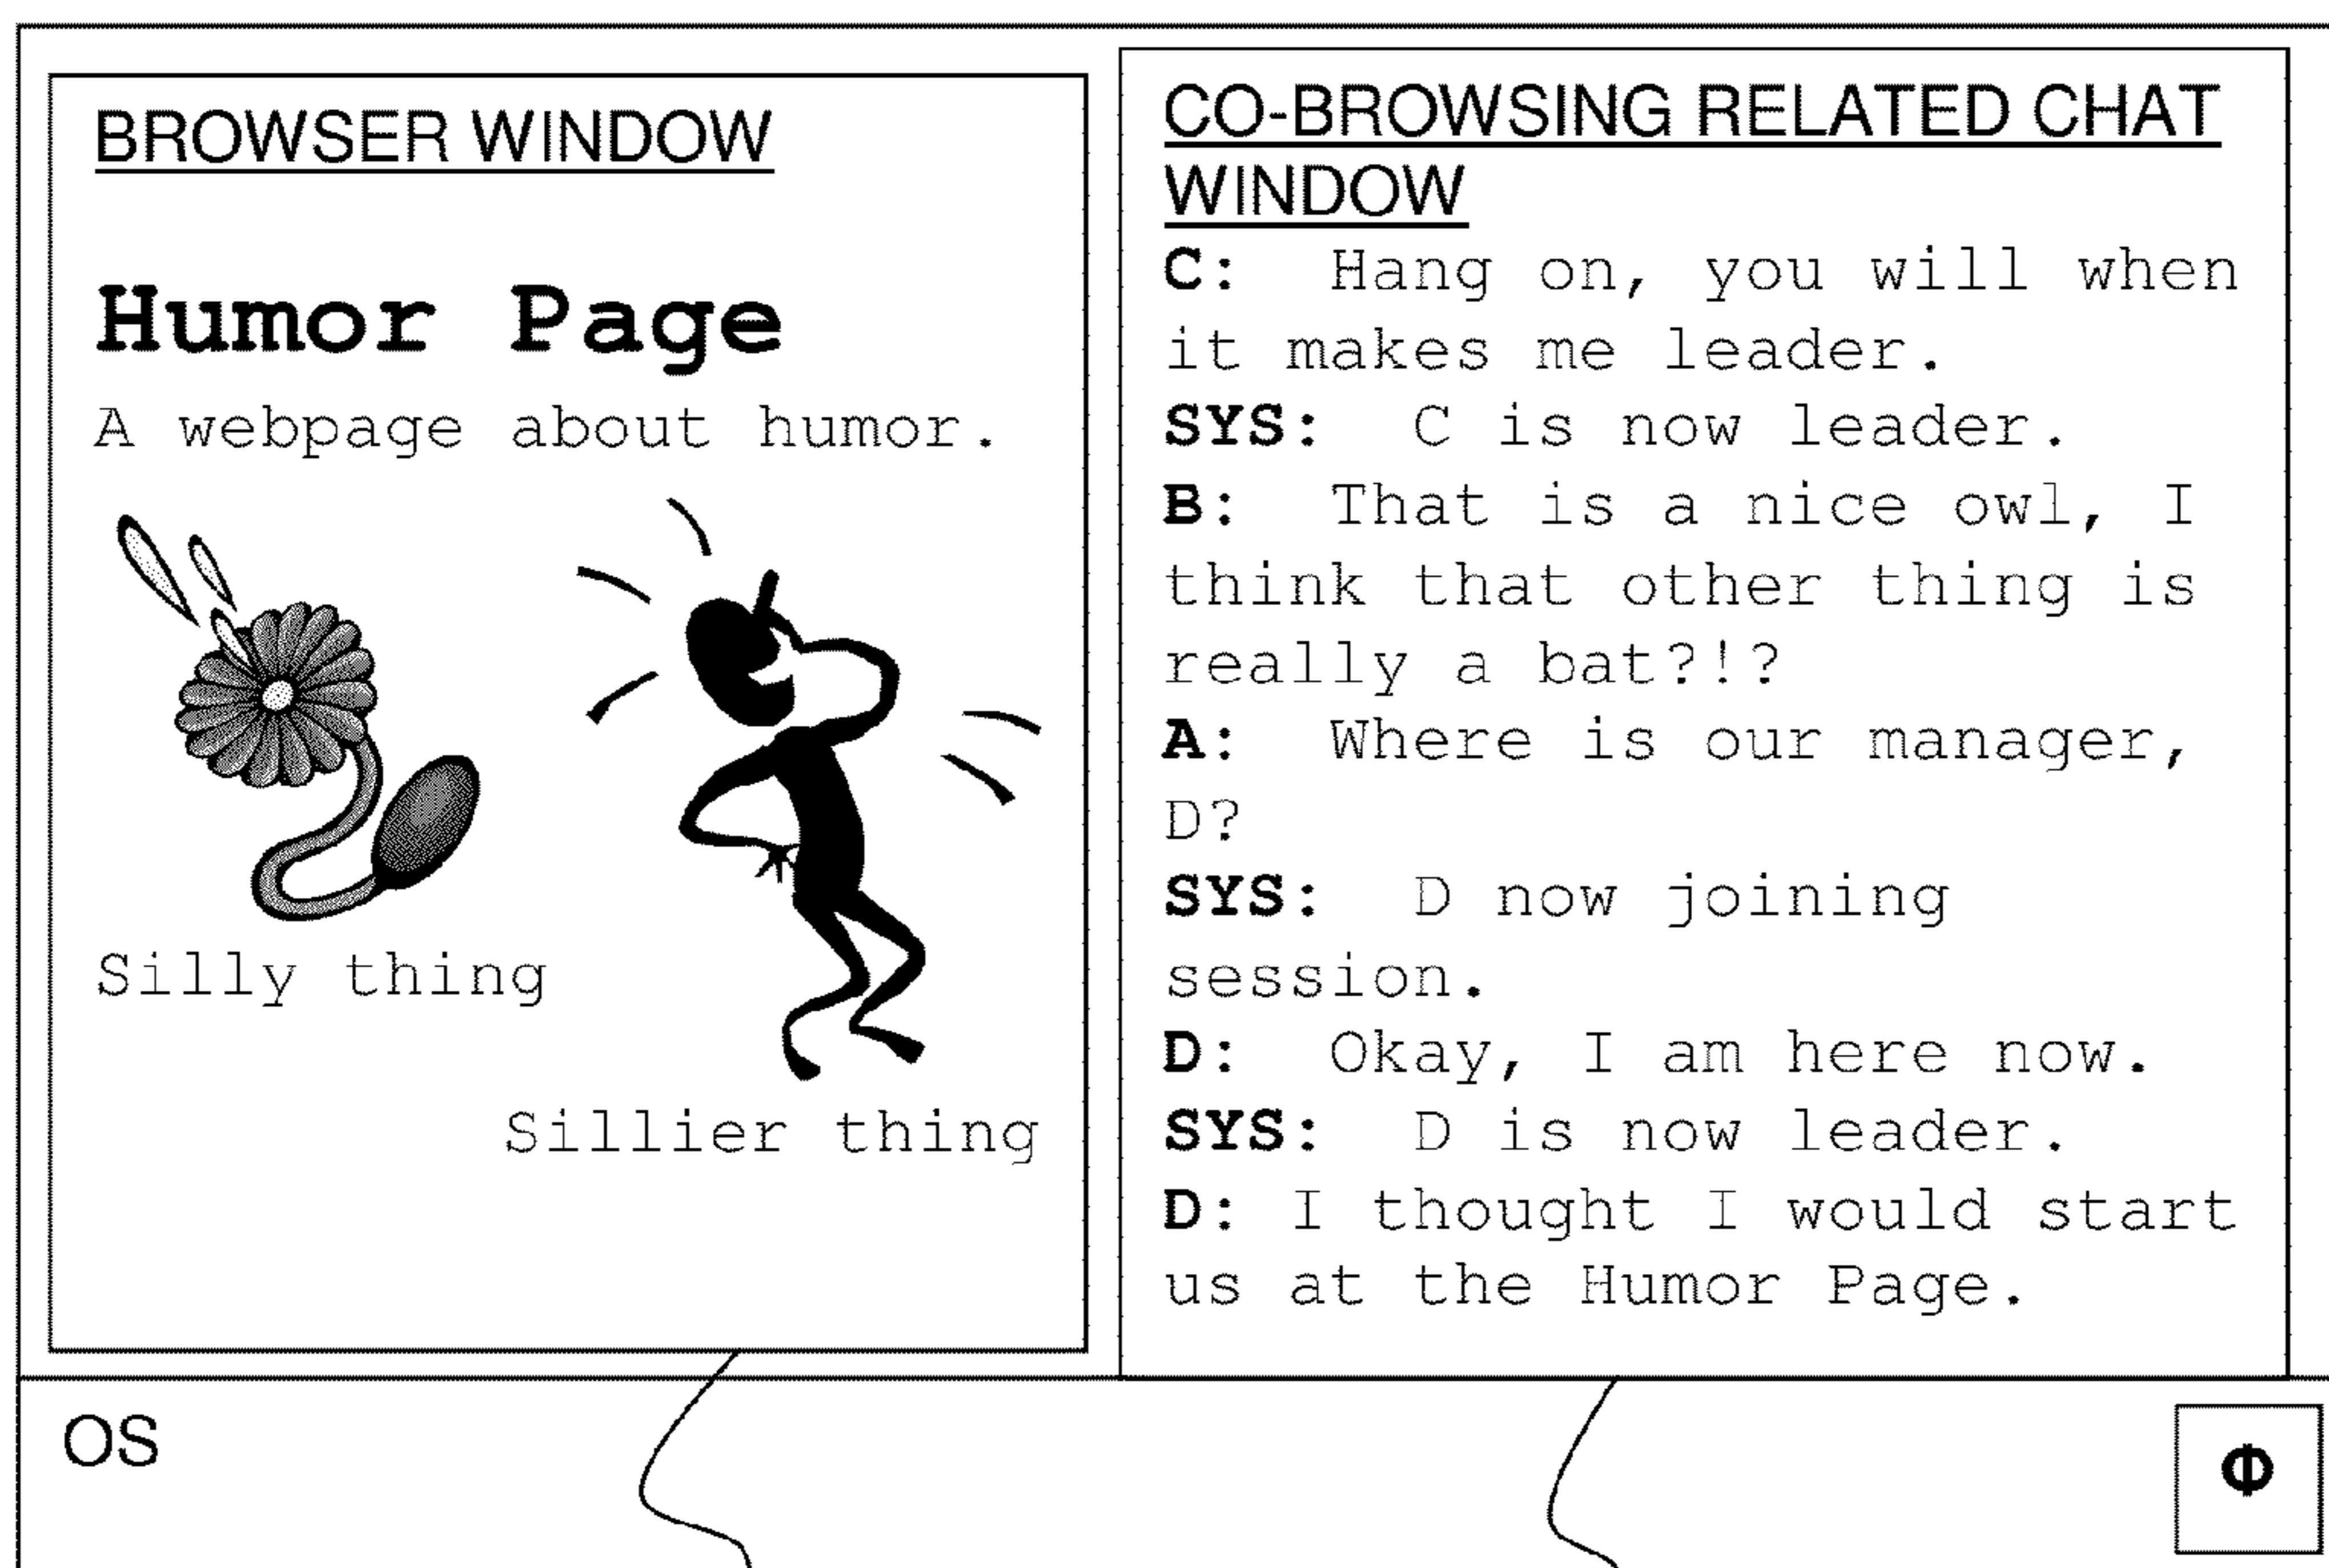 BROWSER WINDOW
Humor Page
A webpage about humor.
Silly thing
Sillier thing
CO-BROWSING RELATED CHAT
WINDOW
C: Hang on, you will when
it makes me leader.
SYS: C is now leader.
B: That is a nice owl, I
think that other thing is
really a bat?!?
A: Where is our manager,
D?
SYS: D now joining
session.
D: Okay, I am here now.
SYS: D is now leader.
D: I thought I would start
us at the Humor Page.
OS
Φ